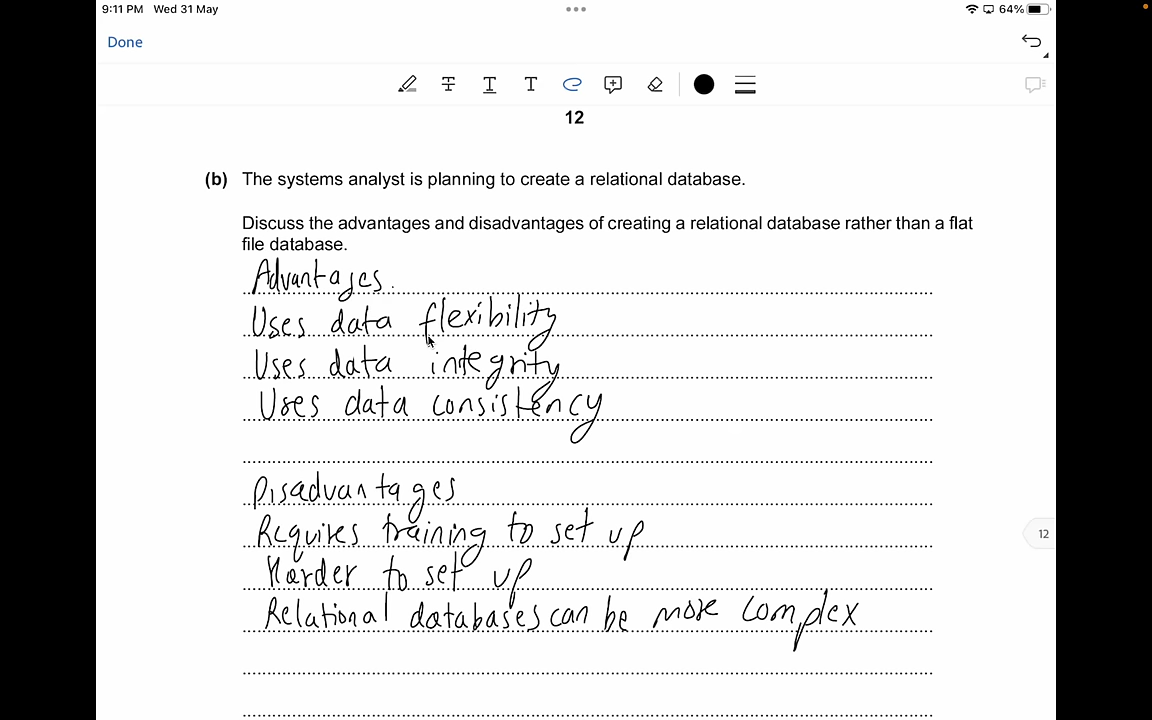 9:11 PM Wed 31 May
64%
Done
12
(b) The systems analyst is planning to create a relational database.
Discuss the advantages and disadvantages of creating a relational database rather than a flat
file database.
Advantages.
Uses data flexibility
Uses data integrity
Uses data consistency
Disadvantages
Requires training to set up
Harder to set up
12
Relational databases can be more complex